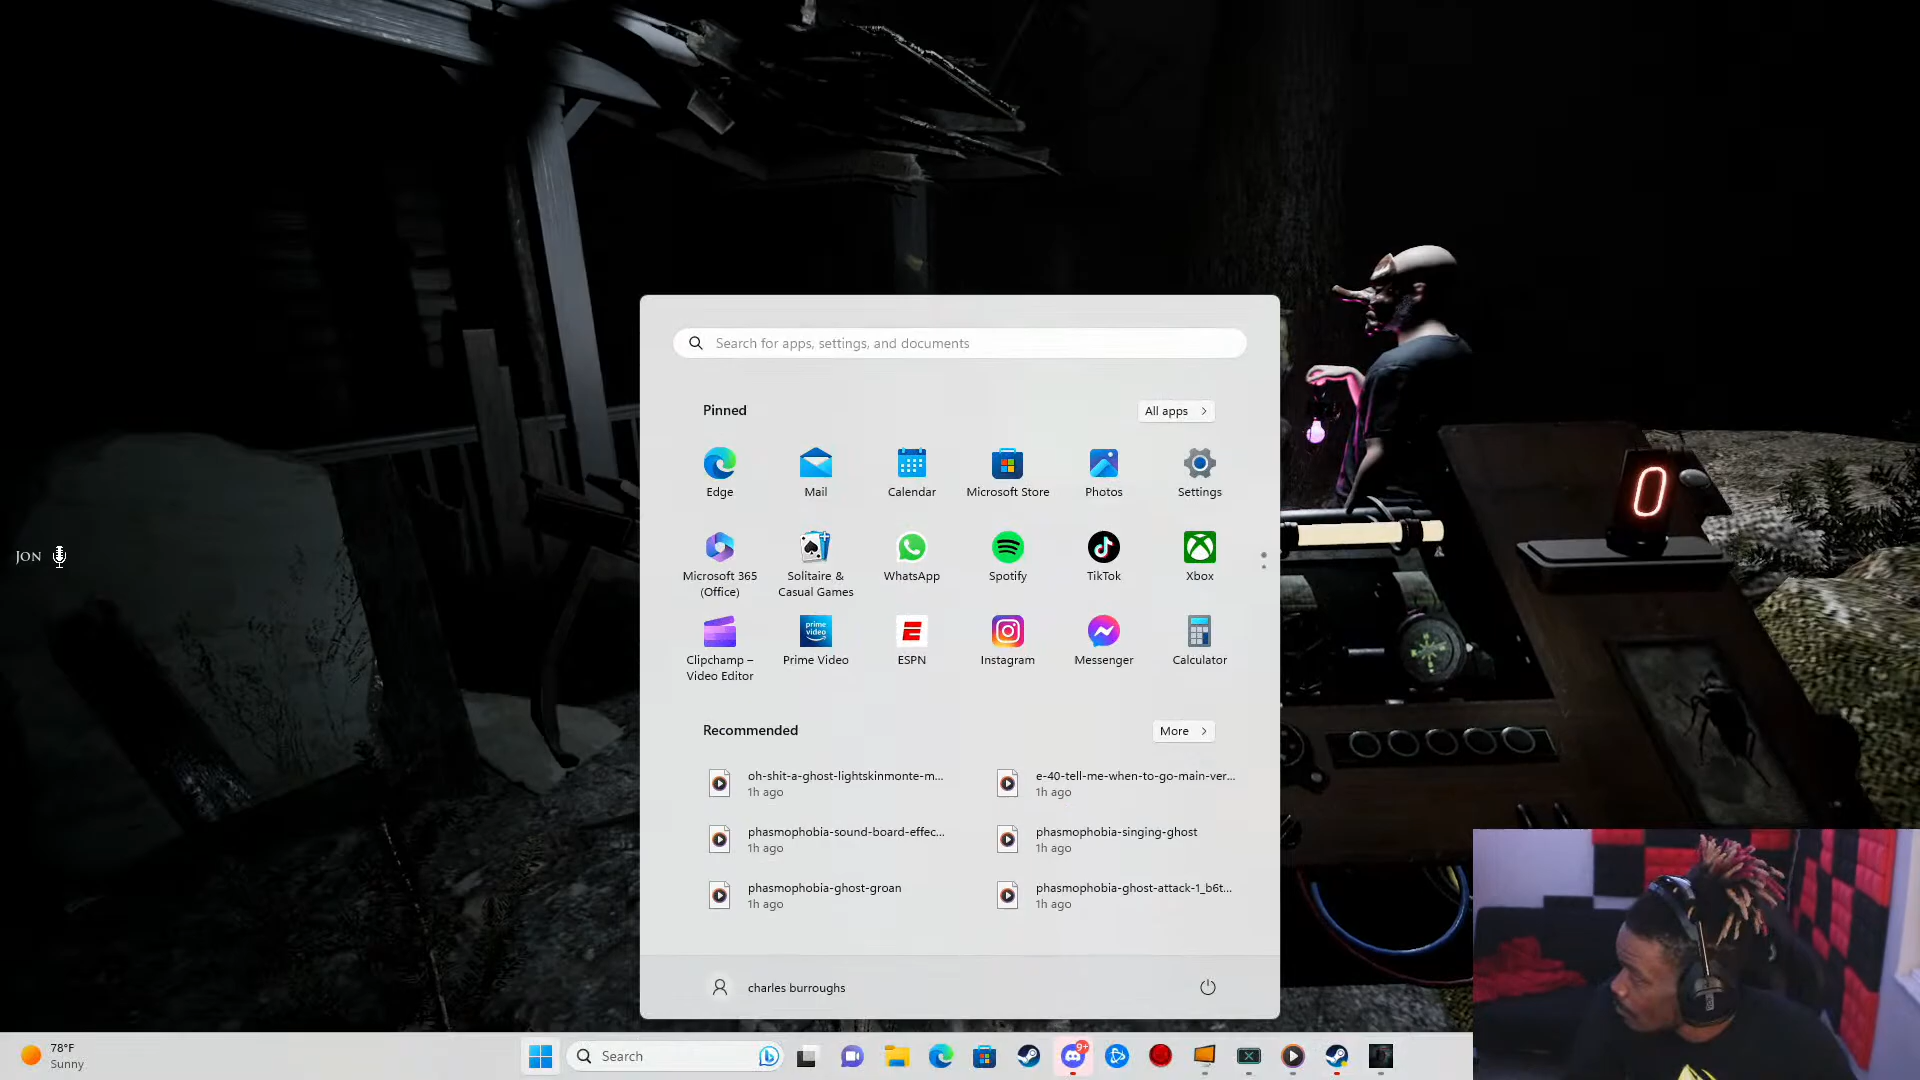 Search for apps, settings, and documents
Pinned
All apps
Edge
Mail
Calendar
Microsoft Store
Photos
Settings
Microsoft 365
(Office)
Solitaire &
Casual Games
WhatsApp
Spotify
TikTok
Xbox
Clipchamp –
Video Editor
prime
video
Prime Video
ESPN
Instagram
Messenger
Calculator
Recommended
More
oh-shit-a-ghost-lightskinmonte-m...
1h ago
e-40-tell-me-when-to-go-main-ver...
1h ago
phasmophobia-sound-board-effec...
1h ago
phasmophobia-singing-ghost
1h ago
phasmophobia-ghost-groan
1h ago
phasmophobia-ghost-attack-1_b6t...
1h ago
charles burroughs
JON
0
78°F
Sunny
Search
9+